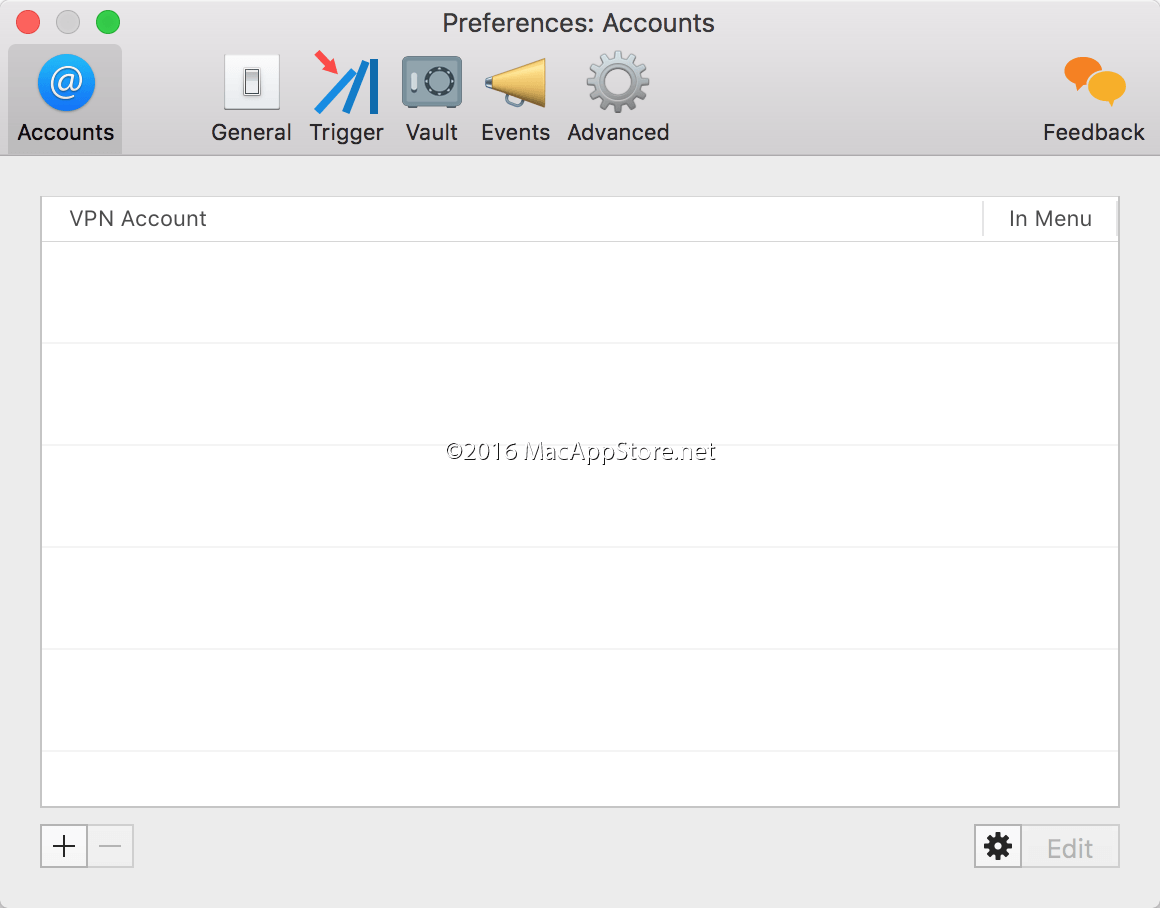 Preferences: Accounts
Accounts General Trigger Vault Events Advanced Feedback
VPN Account In Menu
©2016 MacAppStore.net
Edit